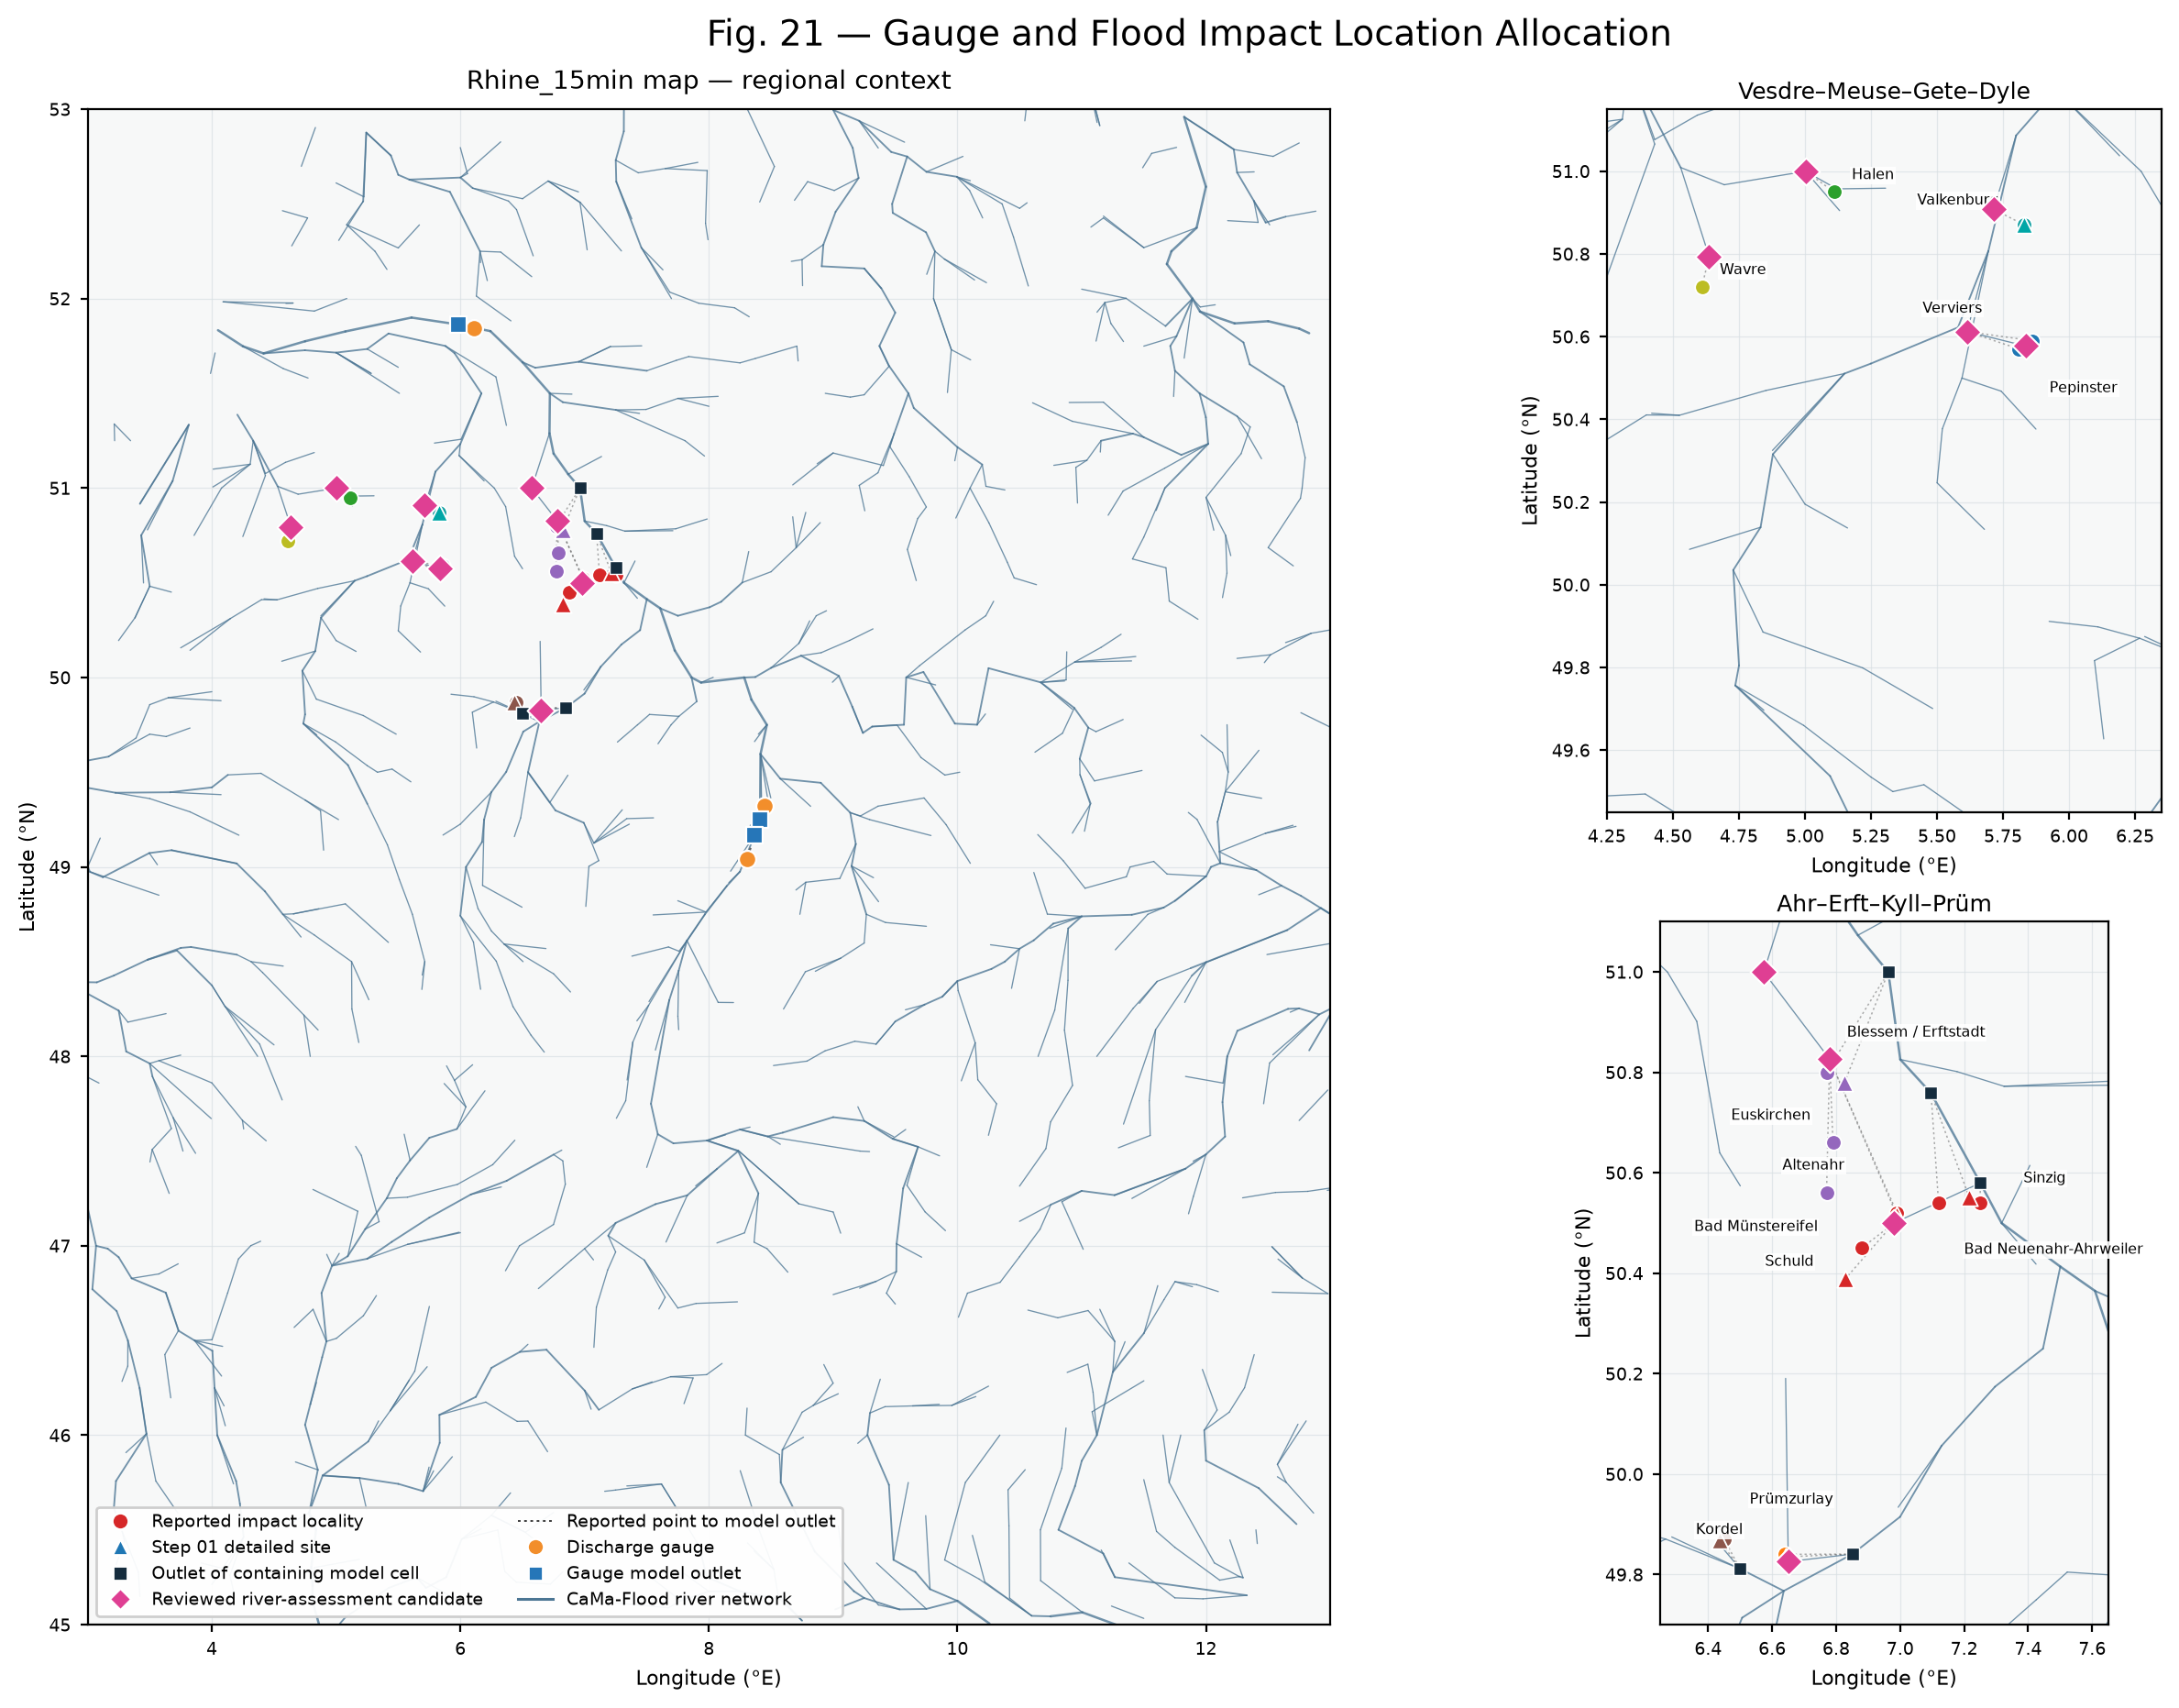 Fig. 21 — Gauge and Flood Impact Location Allocation
Rhine_15min map — regional context
53
52
51
50
49
48
47
46
45
4
6
8
10
12
Latitude (°N)
Longitude (°E)
Reported impact locality
Step 01 detailed site
Outlet of containing model cell
Reviewed river-assessment candidate
Reported point to model outlet
Discharge gauge
Gauge model outlet
CaMa-Flood river network
Vesdre–Meuse–Gete–Dyle
51.0
50.8
50.6
50.4
50.2
50.0
49.8
49.6
Halen
Valkenbur
Wavre
Verviers
Pepinster
4.25
4.50
4.75
5.00
5.25
5.50
5.75
6.00
6.25
Latitude (°N)
Longitude (°E)
Ahr–Erft–Kyll–Prüm
51.0
50.8
50.6
50.4
50.2
50.0
49.8
Blessem / Erftstadt
Euskirchen
Altenahr
Sinzig
Bad Münstereifel
Bad Neuenahr-Ahrweiler
Schuld
Prümzurlay
Kordel
6.4
6.6
6.8
7.0
7.2
7.4
7.6
Latitude (°N)
Longitude (°E)